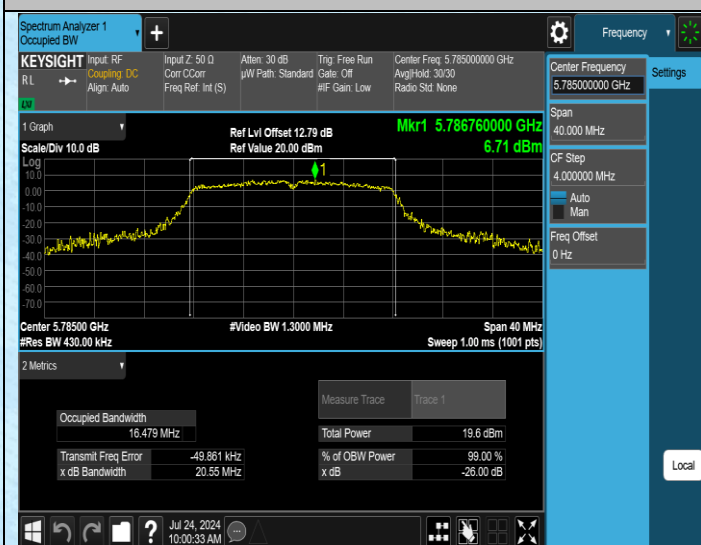 Spectrum Analyzer 1
Occupied BW
+
Frequency
KEYSIGHT Input: RF Input Z: 50 Ω Atten: 30 dB Trig: Free Run Center Freq: 5.785000000 GHz
RL Coupling: DC Corr CCorr µW Path: Standard Gate: Off Avg|Hold: 30/30
Align: Auto Freq Ref: Int (S) #IF Gain: Low Radio Std: None
Center Frequency
5.785000000 GHz
Settings
Span
40.000 MHz
CF Step
4.000000 MHz
Auto
Man
Freq Offset
0 Hz
Local
1 Graph
Ref Lvl Offset 12.79 dB
Mkr1 5.786760000 GHz
Scale/Div 10.0 dB
Ref Value 20.00 dBm
6.71 dBm
Log
1
10.0
0.00
-10.0
-20.0
-30.0
-40.0
-50.0
-60.0
-70.0
Center 5.78500 GHz #Video BW 1.3000 MHz Span 40 MHz
#Res BW 430.00 kHz Sweep 1.00 ms (1001 pts)
2 Metrics
Measure Trace Trace 1
Occupied Bandwidth
16.479 MHz
Total Power 19.6 dBm
Transmit Freq Error -49.861 kHz
% of OBW Power 99.00 %
x dB Bandwidth 20.55 MHz
x dB -26.00 dB
?
Jul 24, 2024
10:00:33 AM